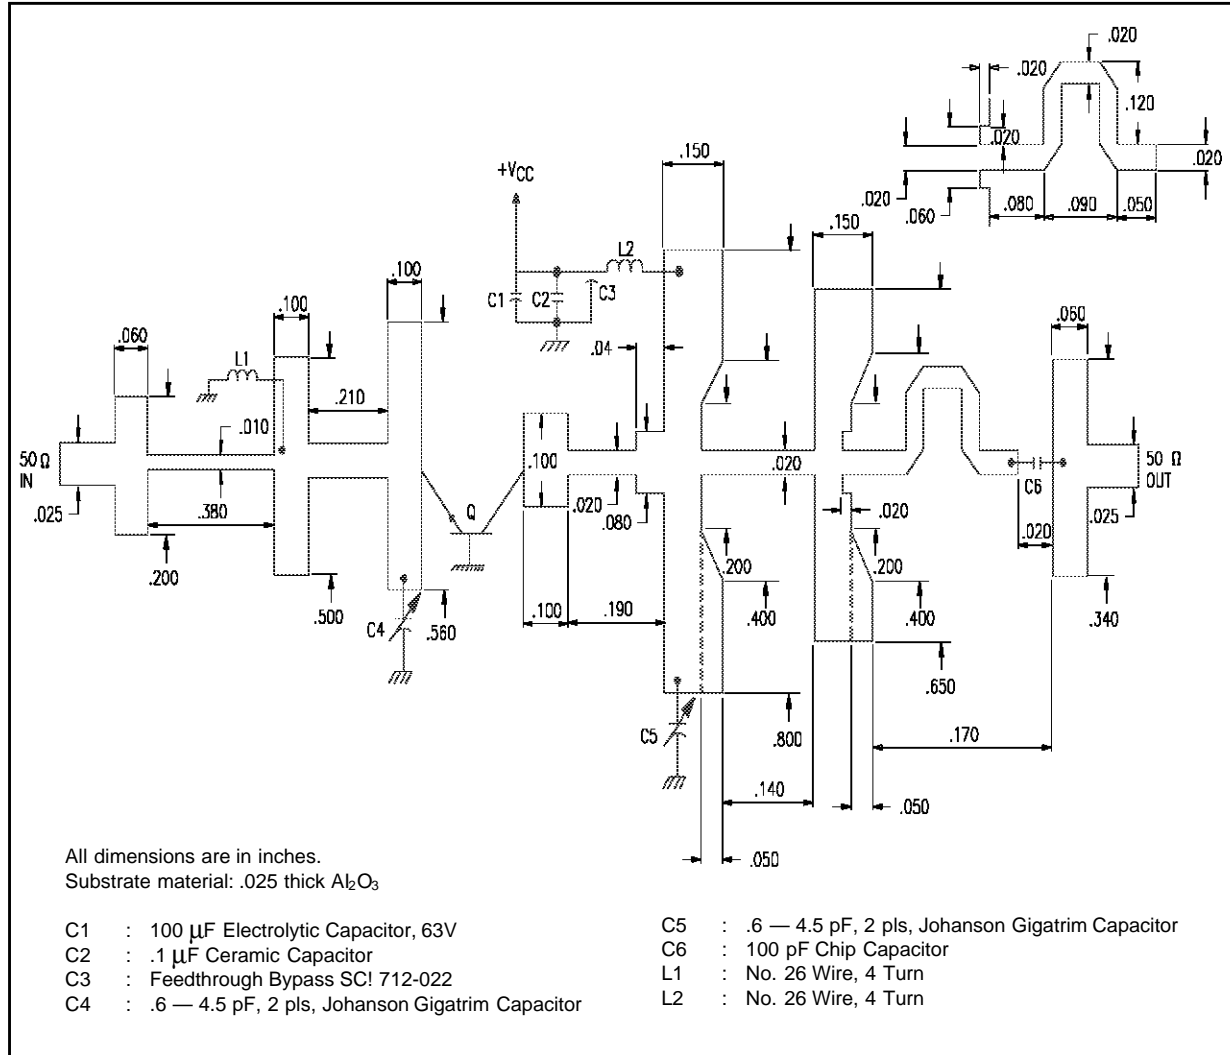 .020
.020
.120
.020
.020
.020
.060
.080
.090
.050
.150
+VCC
.150
L2
.100
C1
C2
C3
.100
.060
.04
.060
L1
.210
.010
50 Ω
IN
.100
.020
50 Ω
OUT
C6
.025
.380
Q
.020
.080
.020
.020
.025
.200
.200
.200
.500
.100
.190
.400
.400
.340
C4
.560
.650
C5
.800
.170
.140
.050
.050
All dimensions are in inches.
Substrate material: .025 thick Al2O3
C1 : 100 μF Electrolytic Capacitor, 63V
C2 : .1 μF Ceramic Capacitor
C3 : Feedthrough Bypass SC! 712-022
C4 : .6 — 4.5 pF, 2 pls, Johanson Gigatrim Capacitor
C5 : .6 — 4.5 pF, 2 pls, Johanson Gigatrim Capacitor
C6 : 100 pF Chip Capacitor
L1 : No. 26 Wire, 4 Turn
L2 : No. 26 Wire, 4 Turn